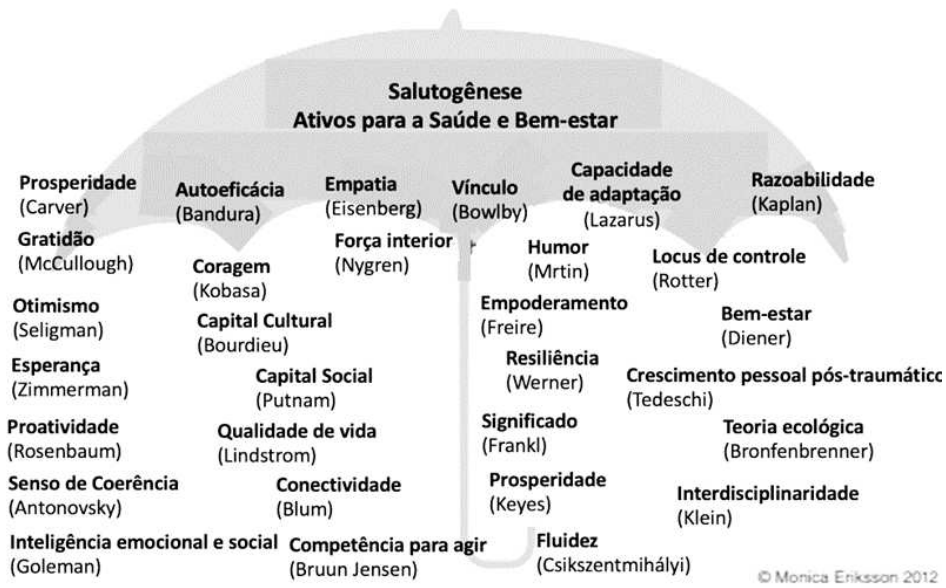 Salutogênese
Ativos para a Saúde e Bem-estar
Prosperidade
(Carver)
Autoeficácia
(Bandura)
Empatia
(Eisenberg)
Vínculo
(Bowlby)
Capacidade
de adaptação
(Lazarus)
Razoabilidade
(Kaplan)
Gratidão
(McCullough)
Coragem
(Kobasa)
Força interior
(Nygren)
Humor
(Mrtin)
Locus de controle
(Rotter)
Otimismo
(Seligman)
Capital Cultural
(Bourdieu)
Empoderamento
(Freire)
Bem-estar
(Diener)
Esperança
(Zimmerman)
Capital Social
(Putnam)
Resiliência
(Werner)
Crescimento pessoal pós-traumático
(Tedeschi)
Proatividade
(Rosenbaum)
Qualidade de vida
(Lindstrom)
Significado
(Frankl)
Teoria ecológica
(Bronfenbrenner)
Senso de Coerência
(Antonovsky)
Conectividade
(Blum)
Prosperidade
(Keyes)
Interdisciplinaridade
(Klein)
Inteligência emocional e social
(Goleman)
Competência para agir
(Bruun Jensen)
Fluidez
(Csikszentmihályi)
© Monica Eriksson 2012